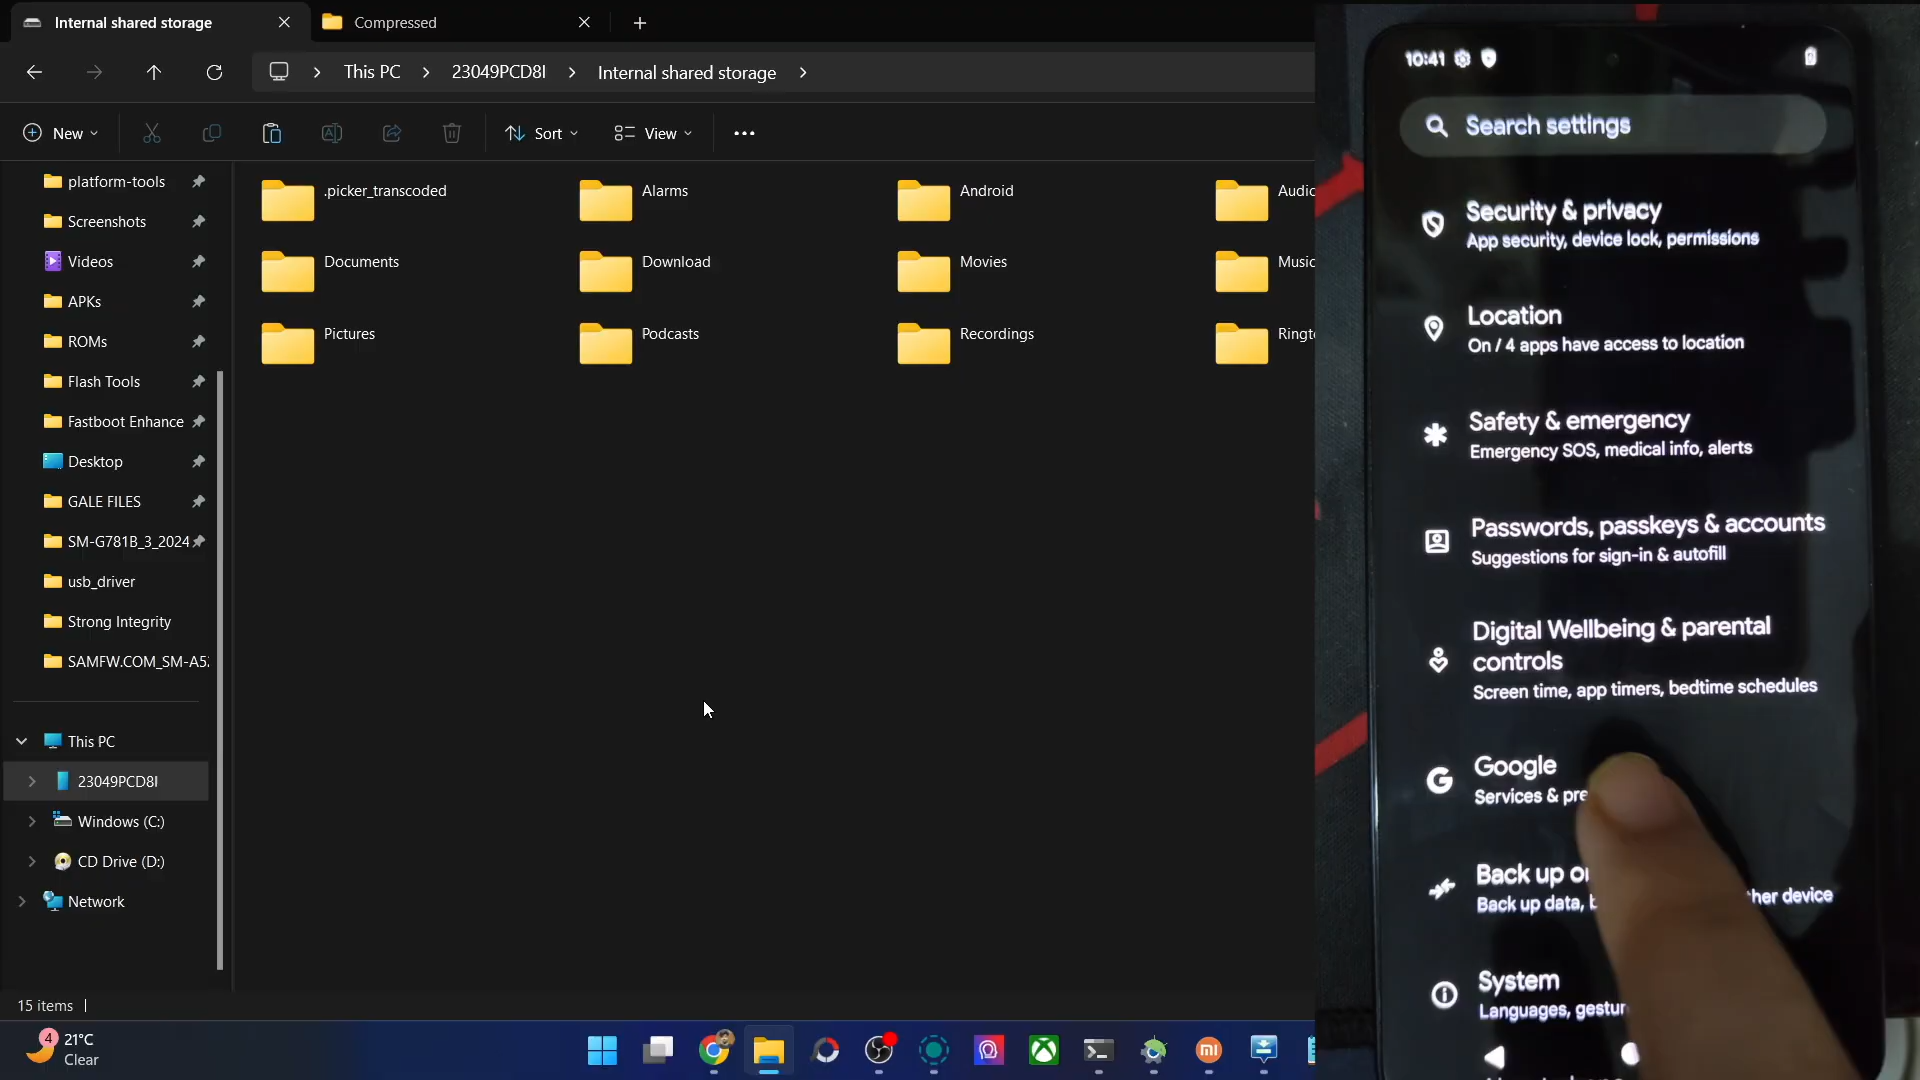 Internal shared storage
Compressed
This PC
23049PCD8I
Internal shared storage
New
Sort
View
platform-tools
Screenshots
Videos
APKs
ROMs
Flash Tools
Fastboot Enhance
Desktop
GALE FILES
SM-G781B_3_2024
usb_driver
Strong Integrity
SAMFW.COM_SM-A5
This PC
23049PCD8I
Windows (C:)
CD Drive (D:)
Network
.picker_transcoded
Alarms
Android
Documents
Download
Movies
Music
Pictures
Podcasts
Recordings
15 items
4
21°C
Clear
10:41
Search settings
Security & privacy
App security, device lock, permissions
Location
On / 4 apps have access to location
Safety & emergency
Emergency SOS, medical info, alerts
Passwords, passkeys & accounts
Suggestions for sign-in & autofill
Digital Wellbeing & parental
controls
Screen time, app timers, bedtime schedules
Google
Services & pre
Back up or
Back up data, ther device
System
Languages, gestur